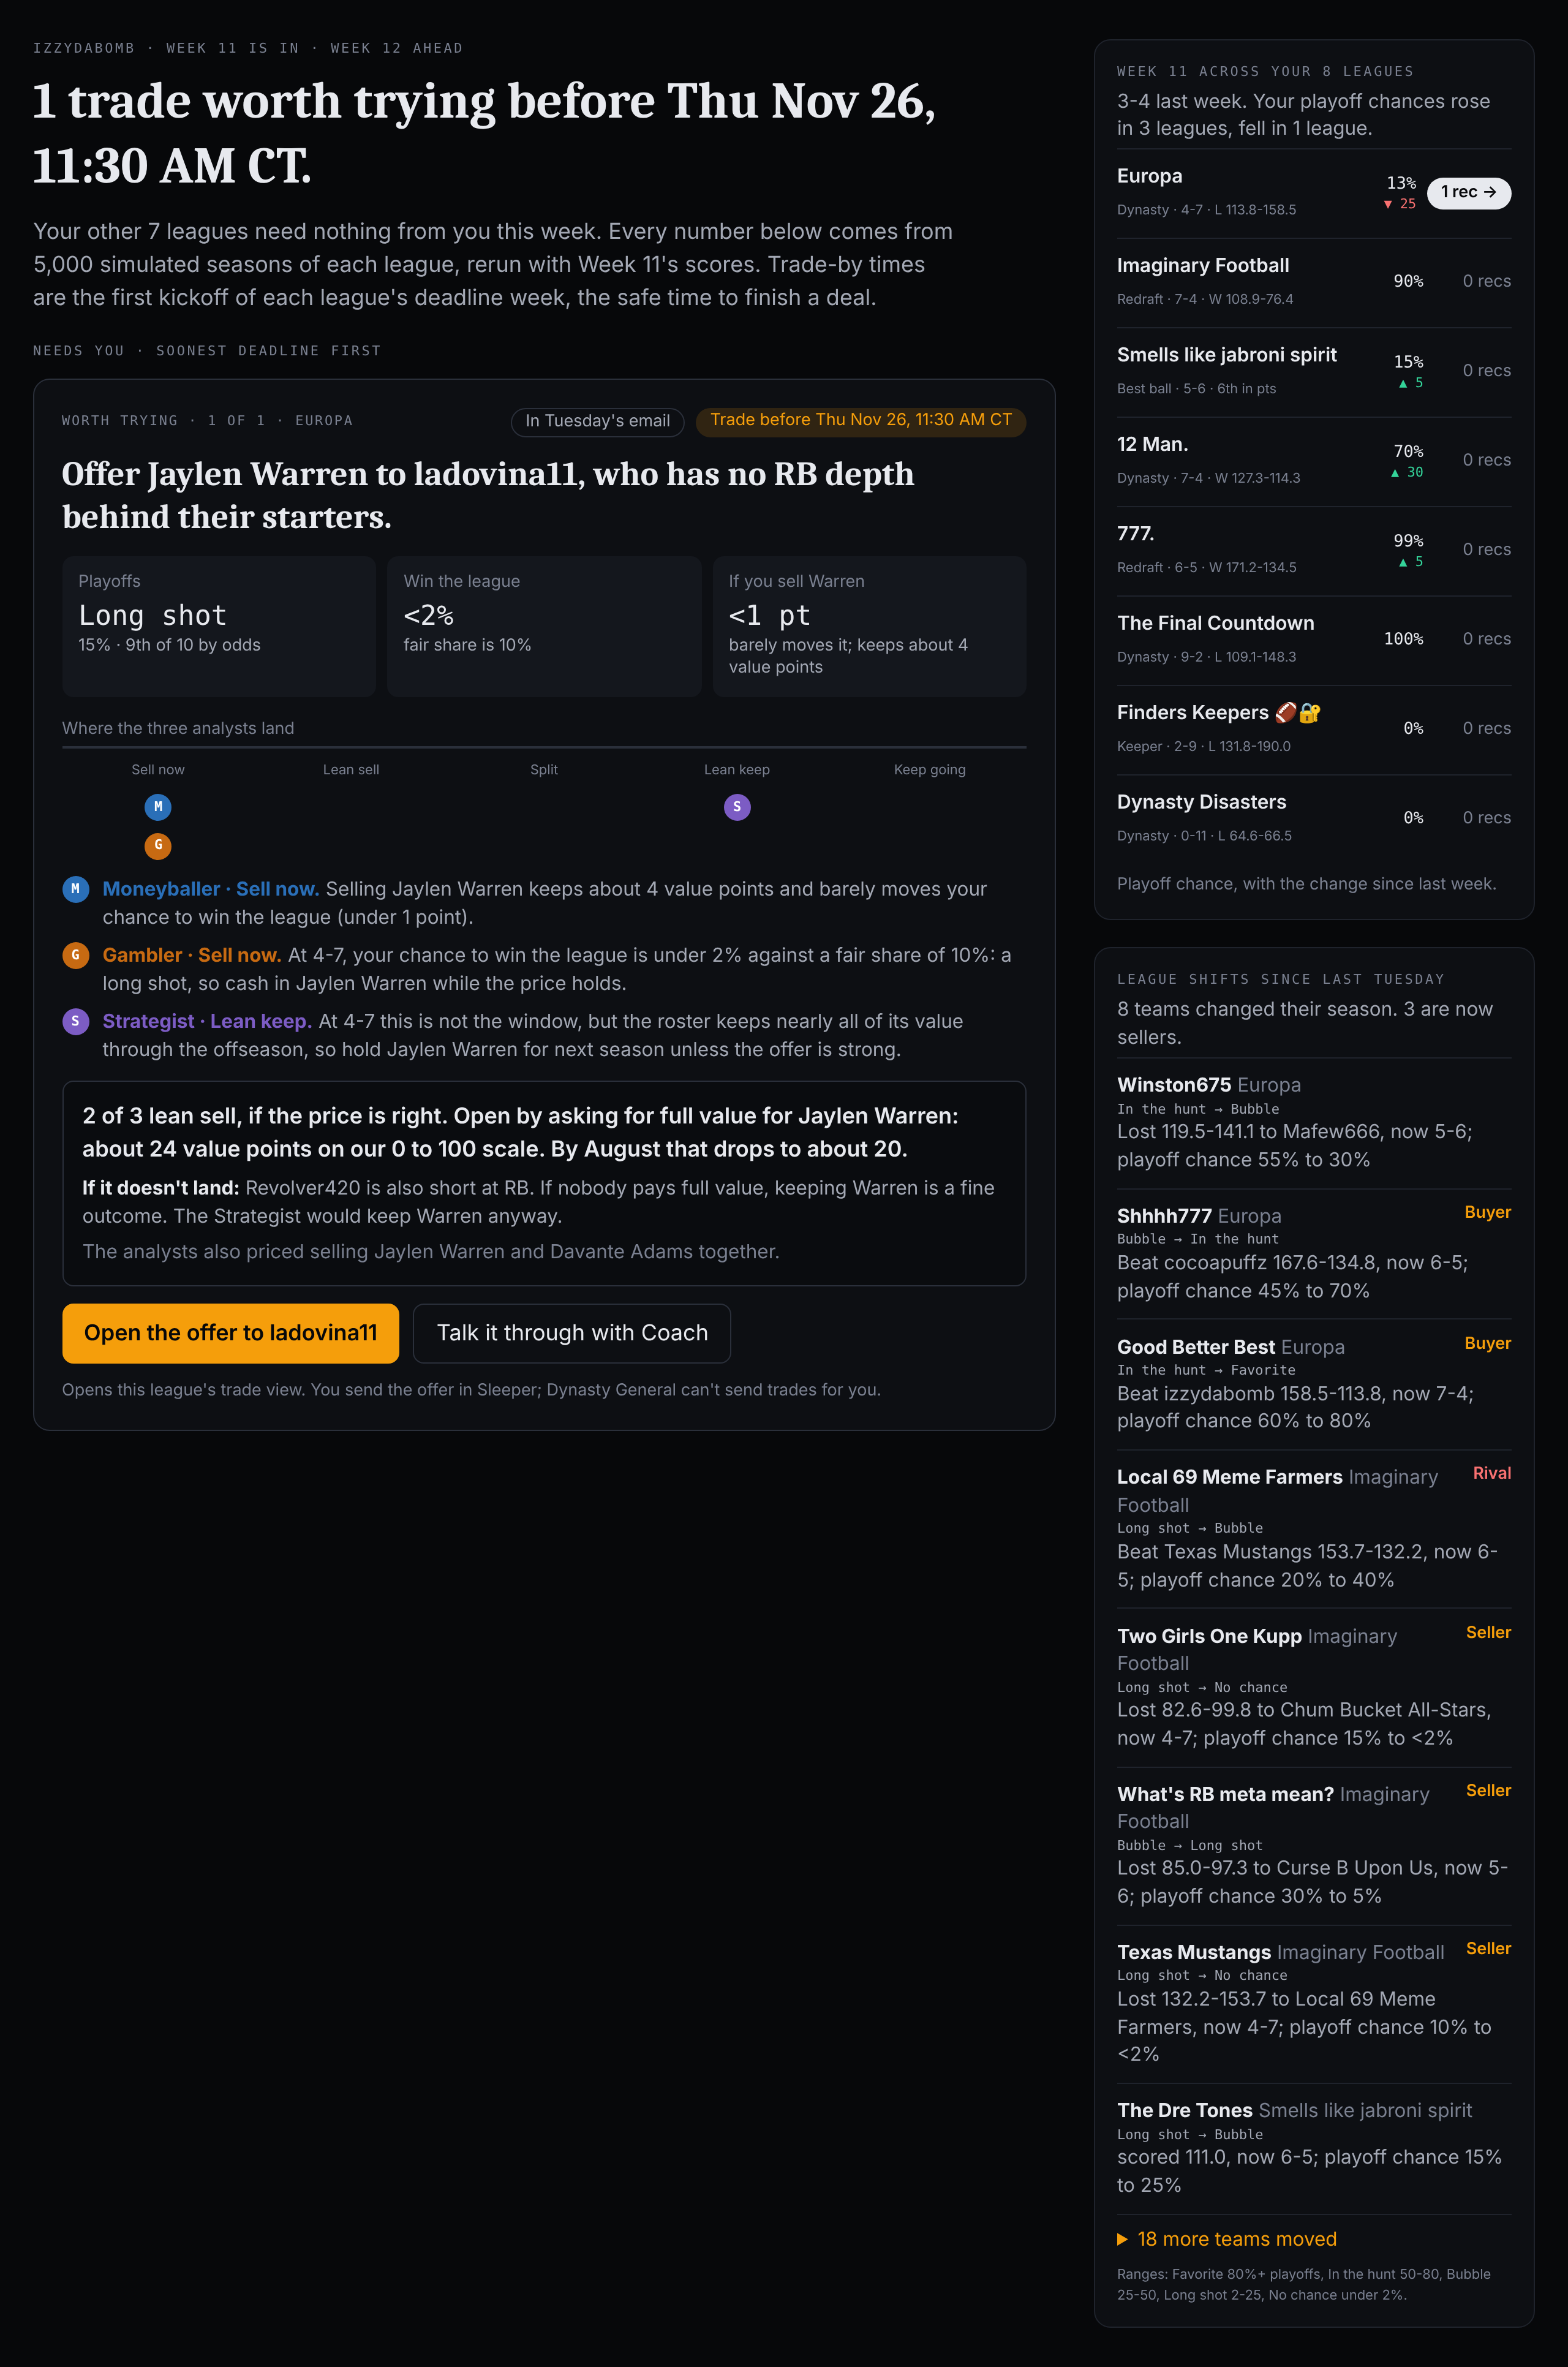 IZZYDABOMB · WEEK 11 IS IN · WEEK 12 AHEAD
1 trade worth trying before Thu Nov 26,
11:30 AM CT.
Your other 7 leagues need nothing from you this week. Every number below comes from
5,000 simulated seasons of each league, rerun with Week 11's scores. Trade-by times
are the first kickoff of each league's deadline week, the safe time to finish a deal.
NEEDS YOU · SOONEST DEADLINE FIRST
WORTH TRYING · 1 OF 1 · EUROPA
In Tuesday's email
Trade before Thu Nov 26, 11:30 AM CT
Offer Jaylen Warren to ladovina11, who has no RB depth
behind their starters.
Playoffs
Long shot
15% · 9th of 10 by odds
Win the league
<2%
fair share is 10%
If you sell Warren
<1 pt
barely moves it; keeps about 4
value points
Where the three analysts land
Sell now
Lean sell
Split
Lean keep
Keep going
M
S
G
M Moneyballer · Sell now. Selling Jaylen Warren keeps about 4 value points and barely moves your
chance to win the league (under 1 point).
G Gambler · Sell now. At 4-7, your chance to win the league is under 2% against a fair share of 10%: a
long shot, so cash in Jaylen Warren while the price holds.
S Strategist · Lean keep. At 4-7 this is not the window, but the roster keeps nearly all of its value
through the offseason, so hold Jaylen Warren for next season unless the offer is strong.
2 of 3 lean sell, if the price is right. Open by asking for full value for Jaylen Warren:
about 24 value points on our 0 to 100 scale. By August that drops to about 20.
If it doesn't land: Revolver420 is also short at RB. If nobody pays full value, keeping Warren is a fine
outcome. The Strategist would keep Warren anyway.
The analysts also priced selling Jaylen Warren and Davante Adams together.
Open the offer to ladovina11
Talk it through with Coach
Opens this league's trade view. You send the offer in Sleeper; Dynasty General can't send trades for you.
WEEK 11 ACROSS YOUR 8 LEAGUES
3-4 last week. Your playoff chances rose
in 3 leagues, fell in 1 league.
Europa
Dynasty · 4-7 · L 113.8-158.5
13%
▼ 25
1 rec →
Imaginary Football
Redraft · 7-4 · W 108.9-76.4
90%
0 recs
Smells like jabroni spirit
Best ball · 5-6 · 6th in pts
15%
▲ 5
0 recs
12 Man.
Dynasty · 7-4 · W 127.3-114.3
70%
▲ 30
0 recs
777.
Redraft · 6-5 · W 171.2-134.5
99%
▲ 5
0 recs
The Final Countdown
Dynasty · 9-2 · L 109.1-148.3
100%
0 recs
Finders Keepers 🏈🔐
Keeper · 2-9 · L 131.8-190.0
0%
0 recs
Dynasty Disasters
Dynasty · 0-11 · L 64.6-66.5
0%
0 recs
Playoff chance, with the change since last week.
LEAGUE SHIFTS SINCE LAST TUESDAY
8 teams changed their season. 3 are now
sellers.
Winston675 Europa
In the hunt → Bubble
Lost 119.5-141.1 to Mafew666, now 5-6;
playoff chance 55% to 30%
Shhhh777 Europa
Buyer
Bubble → In the hunt
Beat cocoapuffz 167.6-134.8, now 6-5;
playoff chance 45% to 70%
Good Better Best Europa
Buyer
In the hunt → Favorite
Beat izzydabomb 158.5-113.8, now 7-4;
playoff chance 60% to 80%
Local 69 Meme Farmers Imaginary
Football
Rival
Long shot → Bubble
Beat Texas Mustangs 153.7-132.2, now 6-
5; playoff chance 20% to 40%
Two Girls One Kupp Imaginary
Football
Seller
Long shot → No chance
Lost 82.6-99.8 to Chum Bucket All-Stars,
now 4-7; playoff chance 15% to <2%
What's RB meta mean? Imaginary
Football
Seller
Bubble → Long shot
Lost 85.0-97.3 to Curse B Upon Us, now 5-
6; playoff chance 30% to 5%
Texas Mustangs Imaginary Football
Seller
Long shot → No chance
Lost 132.2-153.7 to Local 69 Meme
Farmers, now 4-7; playoff chance 10% to
<2%
The Dre Tones Smells like jabroni spirit
Long shot → Bubble
scored 111.0, now 6-5; playoff chance 15%
to 25%
▶ 18 more teams moved
Ranges: Favorite 80%+ playoffs, In the hunt 50-80, Bubble
25-50, Long shot 2-25, No chance under 2%.